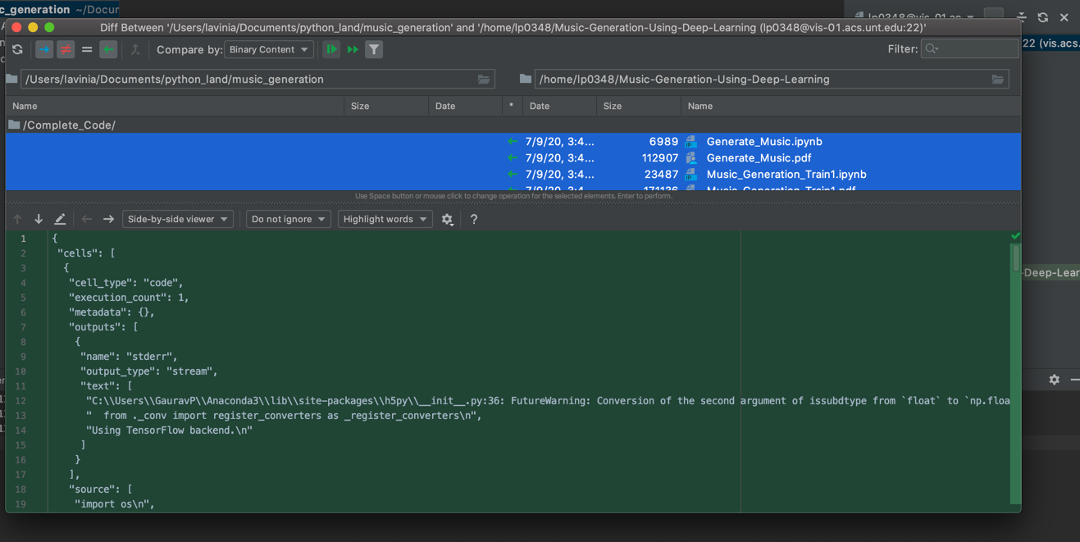 ic_generation ~/Docur
lp0348@vis-01.ac
Diff Between '/Users/lavinia/Documents/python_land/music_generation' and '/home/lp0348/Music-Generation-Using-Deep-Learning (lp0348@vis-01.acs.unt.edu:22)'
Compare by: Binary Content
Filter:
22 (vis.acs.
/Users/lavinia/Documents/python_land/music_generation
/home/lp0348/Music-Generation-Using-Deep-Learning
Name Size Date * Date Size Name
/Complete_Code/
7/9/20, 3:4... 6989 Generate_Music.ipynb
7/9/20, 3:4... 112907 Generate_Music.pdf
7/9/20, 3:4... 23487 Music_Generation_Train1.ipynb
7/9/20, 3:4... 171136 Music_Generation_Train1.pdf
Use Space button or mouse click to change operation for the selected elements. Enter to perform.
Side-by-side viewer Do not ignore Highlight words ?
1 {
2 "cells": [
3 {
4 "cell_type": "code",
5 "execution_count": 1,
6 "metadata": {},
7 "outputs": [
8 {
9 "name": "stderr",
10 "output_type": "stream",
11 "text": [
12 "C:\\Users\\GauravP\\Anaconda3\\lib\\site-packages\\h5py\\__init__.py:36: FutureWarning: Conversion of the second argument of issubdtype from `float` to `np.floa
13 "  from ._conv import register_converters as _register_converters\n",
14 "Using TensorFlow backend.\n"
15 ]
16 }
17 ],
18 "source": [
19 "import os\n",
-Deep-Lear